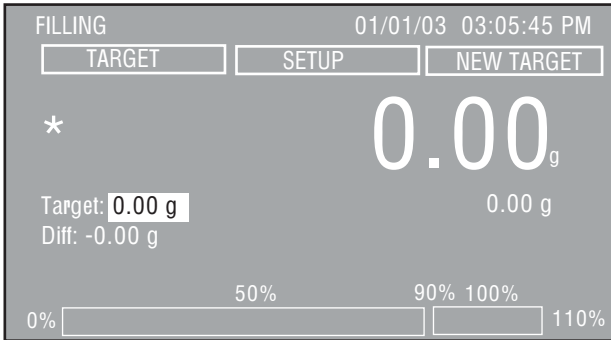 FILLING 01/01/03 03:05:45 PM
TARGET SETUP NEW TARGET
* 0.00 g
Target: 0.00 g 0.00 g
Diff: -0.00 g
50% 90% 100%
0% 110%